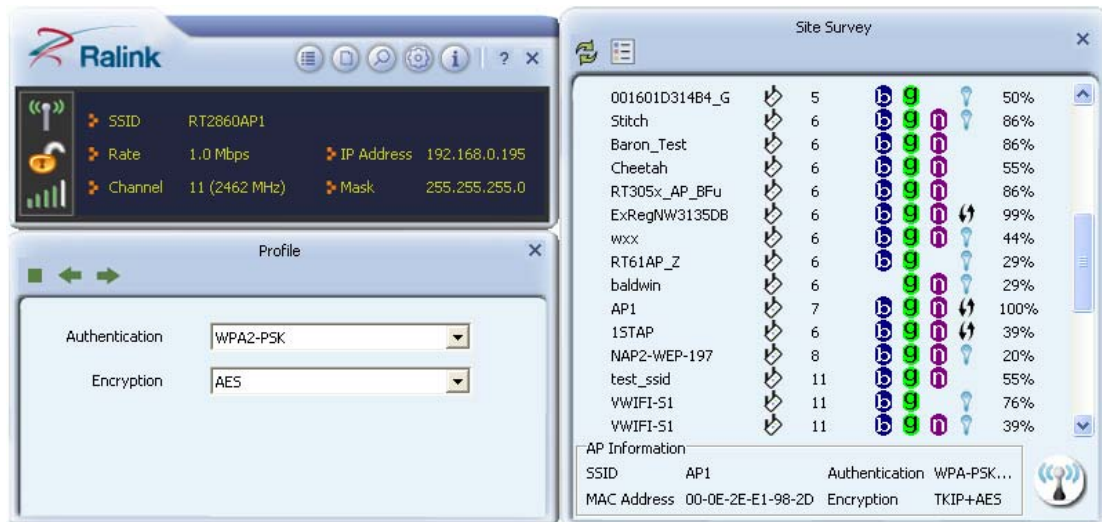 Ralink
? ×
SSID RT2860AP1
Rate 1.0 Mbps IP Address 192.168.0.195
Channel 11 (2462 MHz) Mask 255.255.255.0
Profile
Authentication WPA2-PSK
Encryption AES
Site Survey
001601D314B4_G 5 b g 50%
Stitch 6 b g n 86%
Baron_Test 6 b g n 86%
Cheetah 6 b g n 55%
RT305x_AP_BFu 6 b g n 86%
ExRegNW3135DB 6 b g n 99%
wxx 6 b g n 44%
RT61AP_Z 6 b g 29%
baldwin 6 g n 29%
AP1 7 b g n 100%
1STAP 6 b g n 39%
NAP2-WEP-197 8 b g n 20%
test_ssid 11 b g n 55%
VWIFI-S1 11 b g 76%
VWIFI-S1 11 b g n 39%
AP Information
SSID AP1 Authentication WPA-PSK...
MAC Address 00-0E-2E-E1-98-2D Encryption TKIP+AES